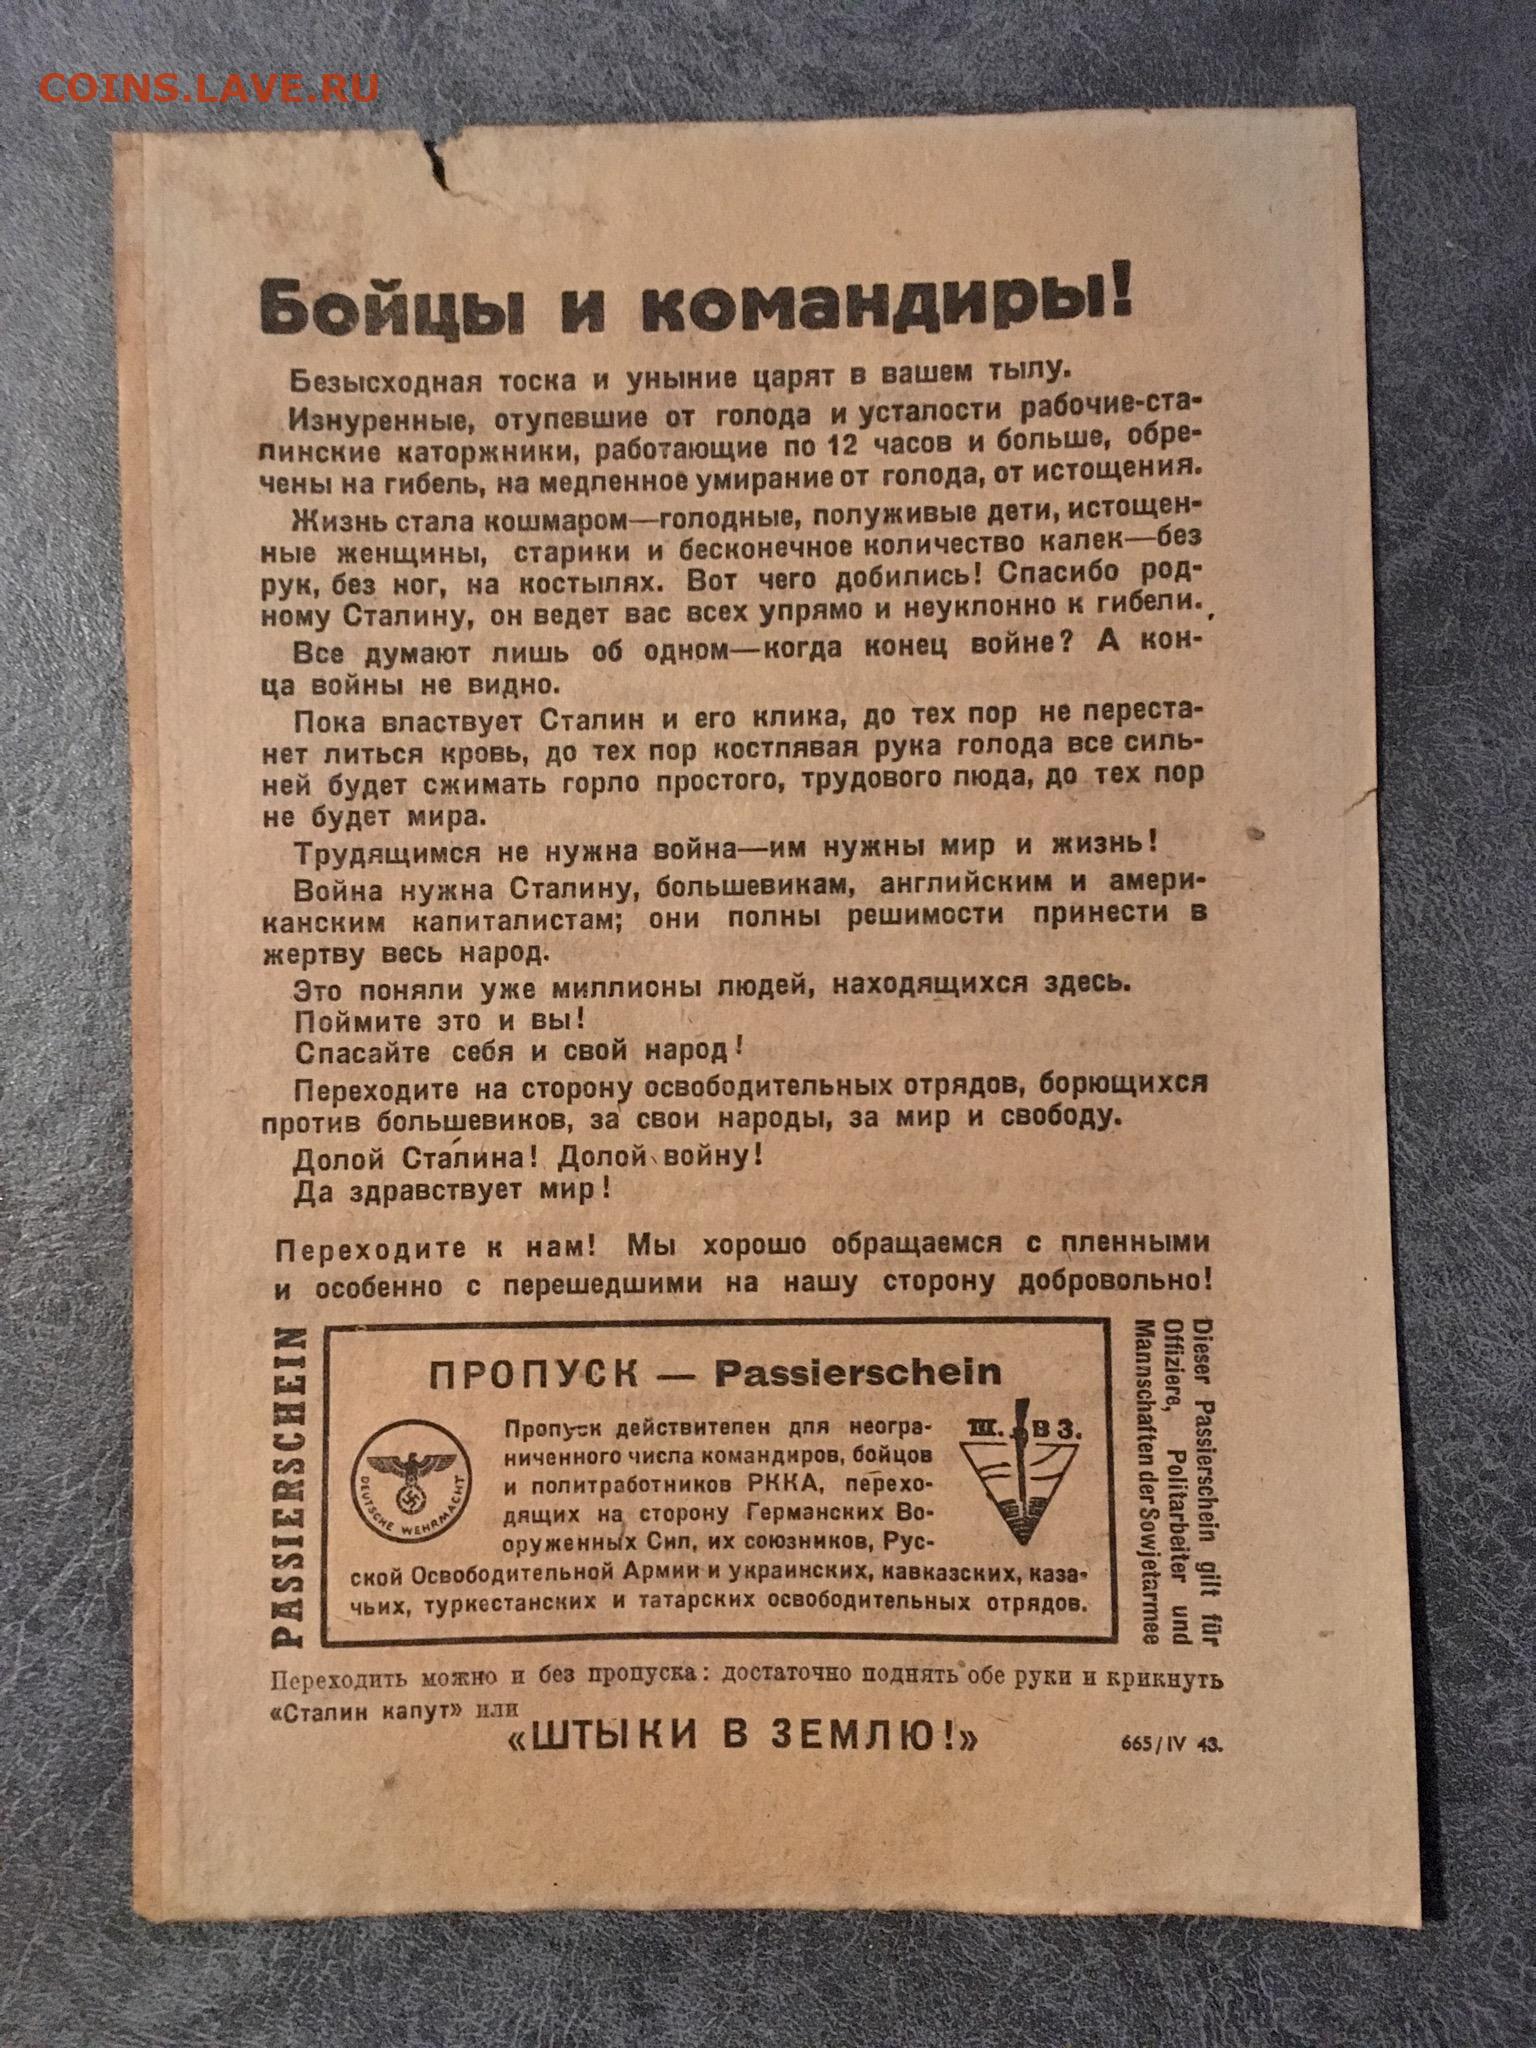 COINS.LAVE.RU
Бойцы и командиры!
Безысходная тоска и уныние царят в вашем тылу.
Изнуренные, отупевшие от голода и усталости рабочие-ста-
линские каторжники, работающие по 12 часов и больше, обре-
чены на гибель, на медленное умирание от голода, от истощения.
Жизнь стала кошмаром—голодные, полуживые дети, истощен-
ные женщины, старики и бесконечное количество калек—без
рук, без ног, на костылях. Вот чего добились! Спасибо род-
ному Сталину, он ведет вас всех упрямо и неуклонно к гибели.
Все думают лишь об одном—когда конец войне? А кон-
ца войны не видно.
Пока властвует Сталин и его клика, до тех пор не переста-
нет литься кровь, до тех пор костлявая рука голода все силь-
ней будет сжимать горло простого, трудового люда, до тех пор
не будет мира.
Трудящимся не нужна война—им нужны мир и жизнь!
Война нужна Сталину, большевикам, английским и амери-
канским капиталистам; они полны решимости принести в
жертву весь народ.
Это поняли уже миллионы людей, находящихся здесь.
Поймите это и вы!
Спасайте себя и свой народ!
Переходите на сторону освободительных отрядов, борющихся
против большевиков, за свои народы, за мир и свободу.
Долой Сталина! Долой войну!
Да здравствует мир!
Переходите к нам! Мы хорошо обращаемся с пленными
и особенно с перешедшими на нашу сторону добровольно!
PASSIERSCHEIN
ПРОПУСК — Passierschein
DEUTSCHE WEHRMACHT
Пропуск действителен для неогра-
ниченного числа командиров, бойцов
и политработников РККА, перехо-
дящих на сторону Германских Во-
оруженных Сил, их союзников, Рус-
ской Освободительной Армии и украинских, кавказских, каза-
чьих, туркестанских и татарских освободительных отрядов.
Ш. В З.
Dieser Passierschein gilt für
Offiziere, Politarbeiter und
Mannschaften der Sowjetarmee
Переходить можно и без пропуска: достаточно поднять обе руки и крикнуть
«Сталин капут» или
«ШТЫКИ В ЗЕМЛЮ!»
665/IV 43.